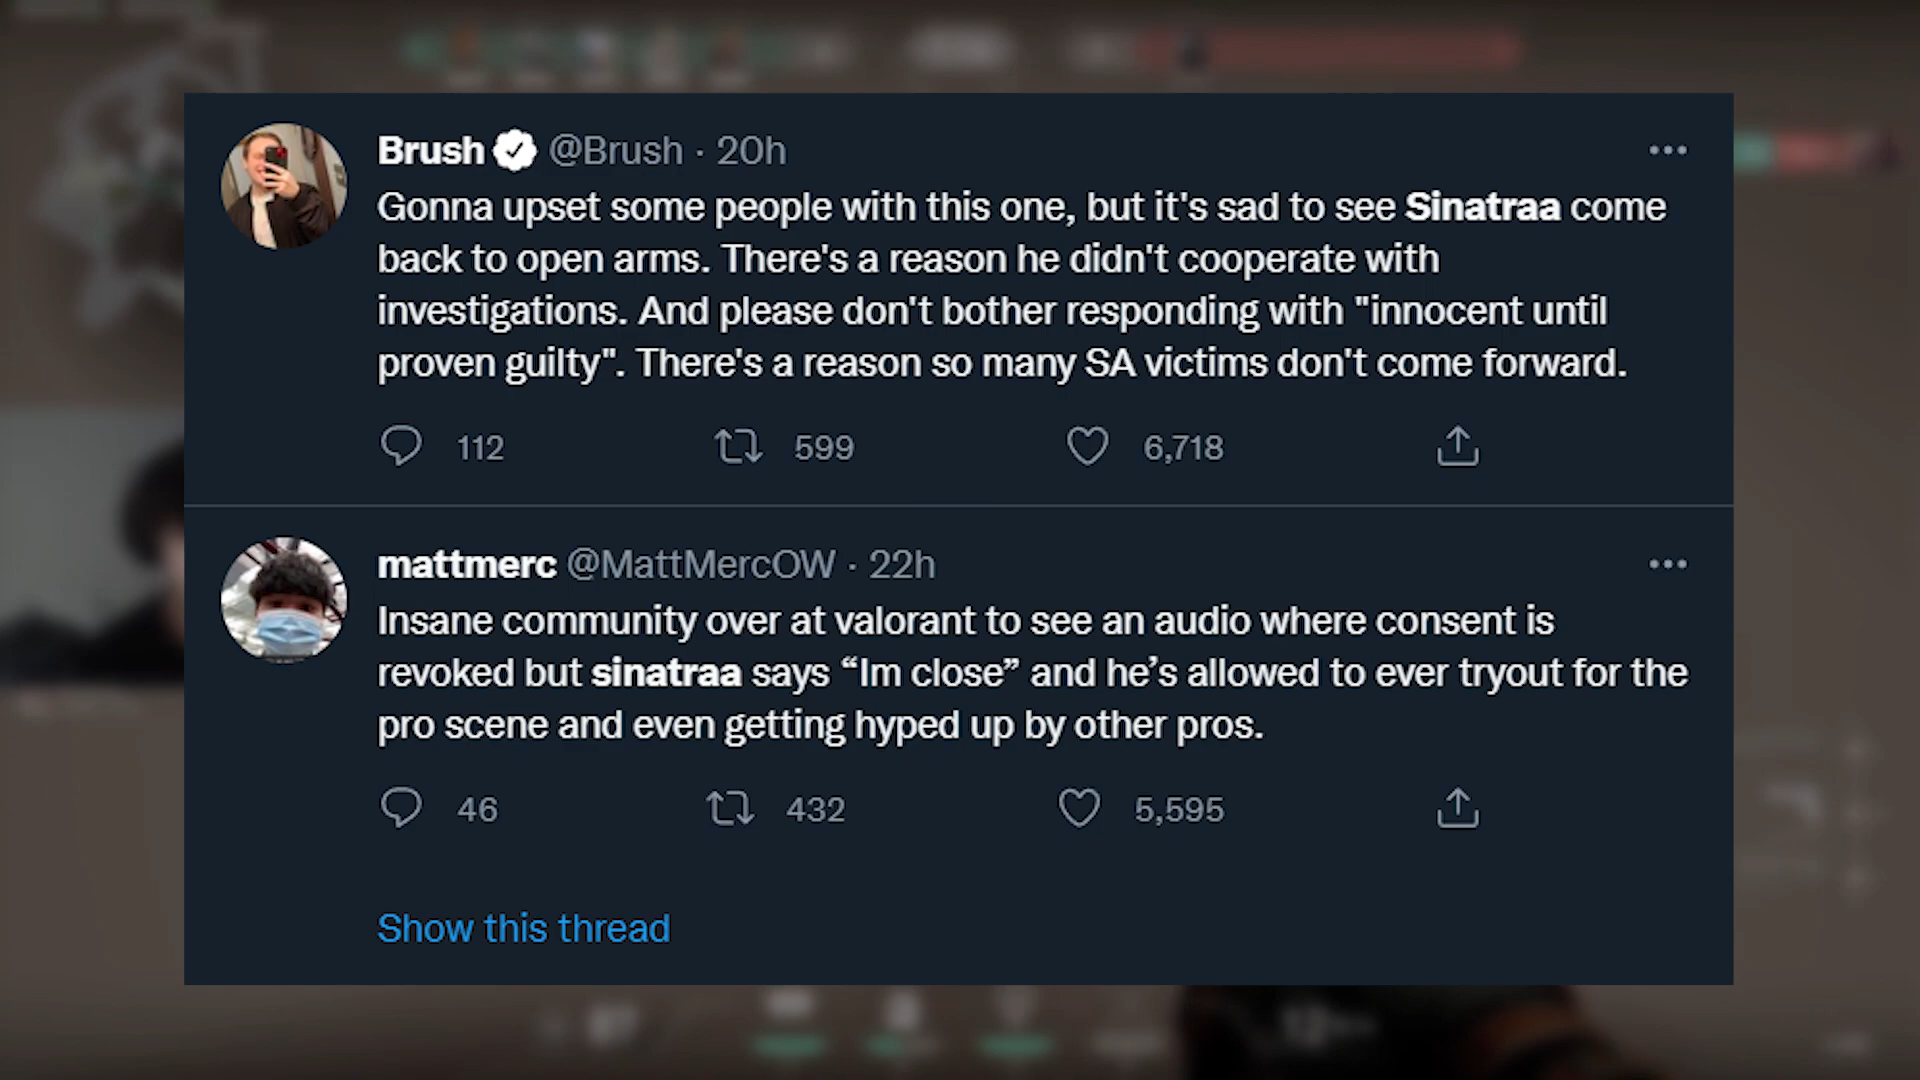 Brush @Brush · 20h
Gonna upset some people with this one, but it's sad to see Sinatraa come
back to open arms. There's a reason he didn't cooperate with
investigations. And please don't bother responding with "innocent until
proven guilty". There's a reason so many SA victims don't come forward.
112 599 6,718
mattmerc @MattMercOW · 22h
Insane community over at valorant to see an audio where consent is
revoked but sinatraa says “Im close” and he’s allowed to ever tryout for the
pro scene and even getting hyped up by other pros.
46 432 5,595
Show this thread